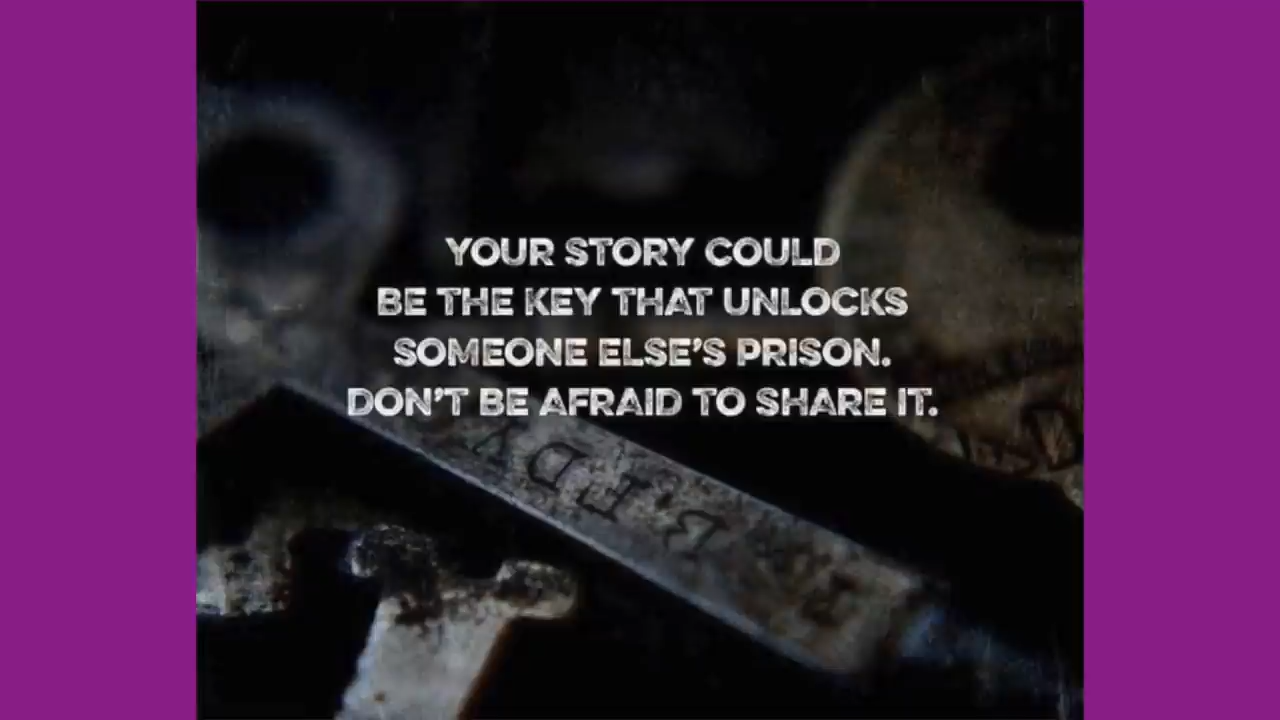 YOUR STORY COULD
BE THE KEY THAT UNLOCKS
SOMEONE ELSE’S PRISON.
DON’T BE AFRAID TO SHARE IT.